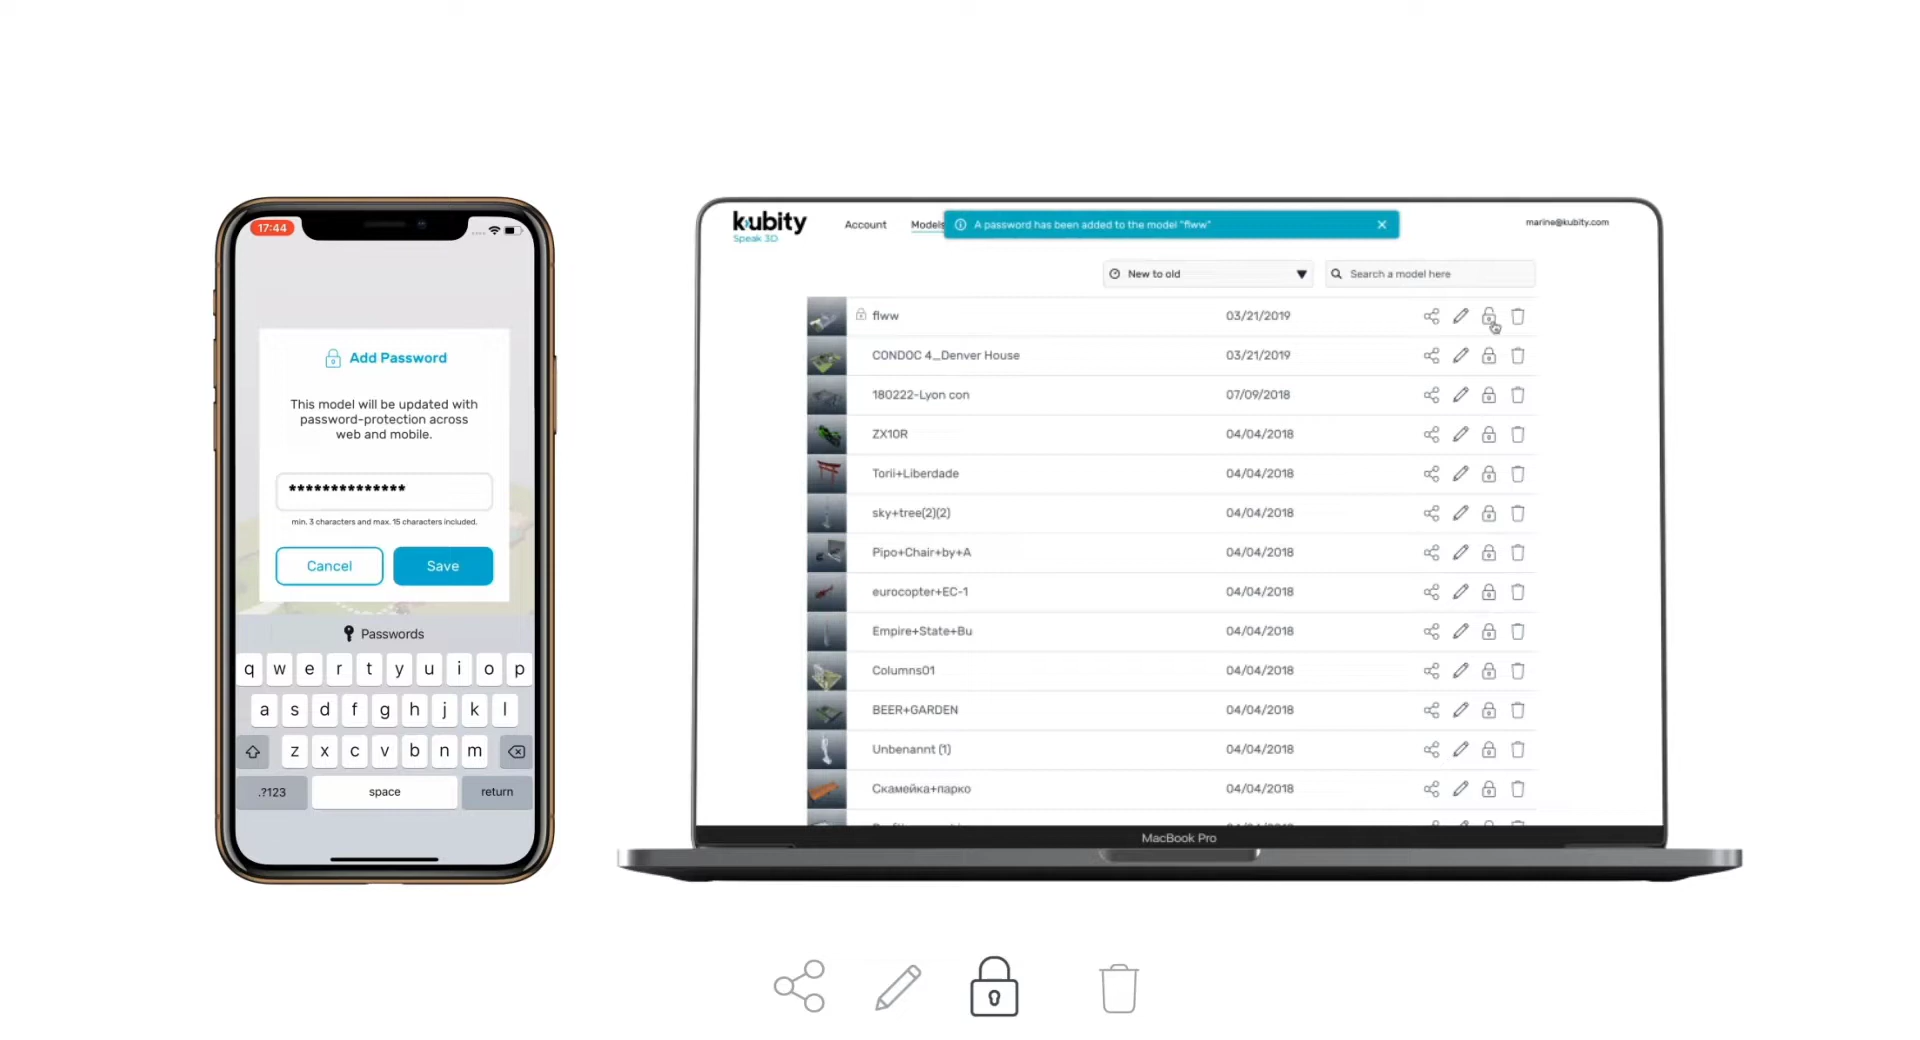 17:44
Add Password
This model will be updated with
password-protection across
web and mobile.
**************
min. 3 characters and max. 15 characters included.
Cancel
Save
Passwords
q w e r t y u i o p
a s d f g h j k l
z x c v b n m
.?123
space
return
kubity
Speak 3D
Account
Models
A password has been added to the model "flww"
marine@kubity.com
New to old
Search a model here
flww 03/21/2019
CONDOC 4_Denver House 03/21/2019
180222-Lyon con 07/09/2018
ZX10R 04/04/2018
Torii+Liberdade 04/04/2018
sky+tree(2)(2) 04/04/2018
Pipo+Chair+by+A 04/04/2018
eurocopter+EC-1 04/04/2018
Empire+State+Bu 04/04/2018
Columns01 04/04/2018
BEER+GARDEN 04/04/2018
Unbenannt (1) 04/04/2018
Скамейка+парко 04/04/2018
MacBook Pro